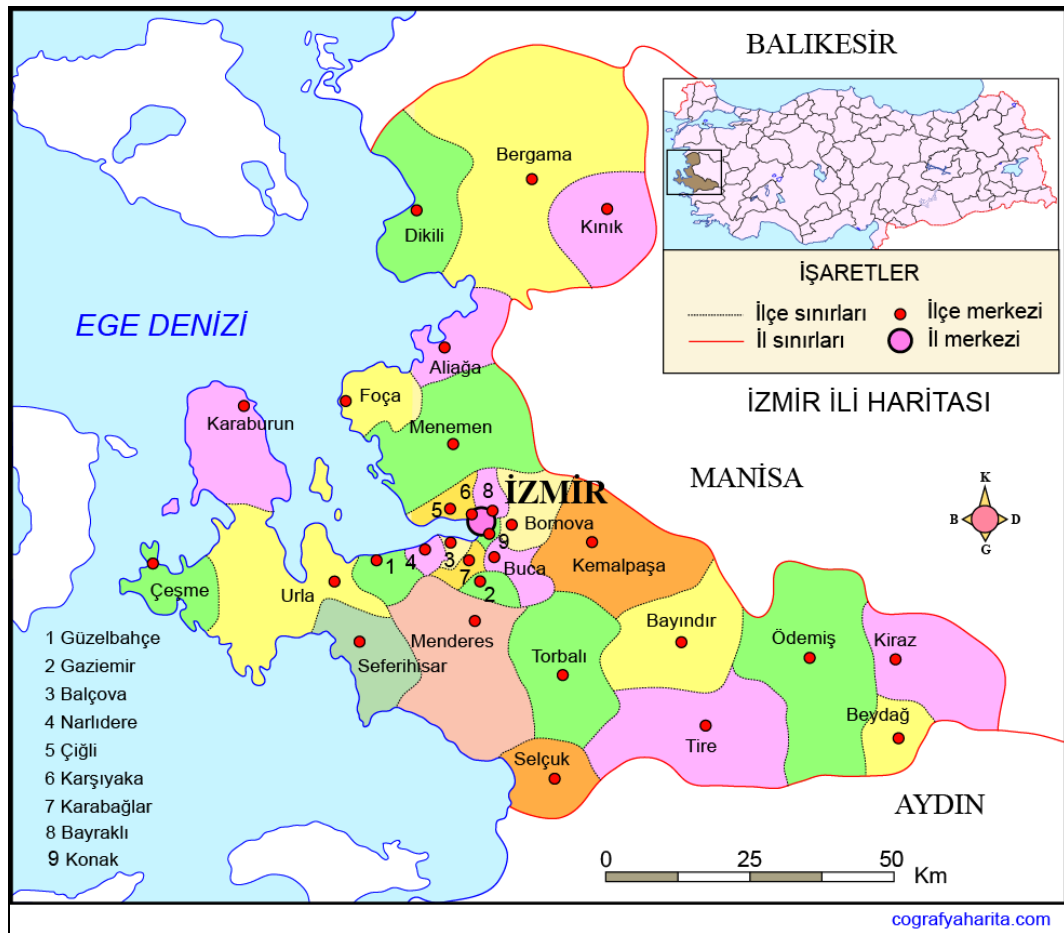 BALIKESİR
Bergama
Kınık
Dikili
İŞARETLER
İlçe sınırları
İlçe merkezi
İl sınırları
İl merkezi
EGE DENİZİ
Aliağa
Foça
Karaburun
Menemen
İZMİR İLİ HARİTASI
MANİSA
K
B
D
G
6
8
İZMİR
5
Bornova
9
1
4
3
7
Buca
2
Kemalpaşa
Çeşme
Urla
Seferihisar
Menderes
Torbalı
Bayındır
Ödemiş
Kiraz
Beydağ
Tire
Selçuk
1 Güzelbahçe
2 Gaziemir
3 Balçova
4 Narlıdere
5 Çiğli
6 Karşıyaka
7 Karabağlar
8 Bayraklı
9 Konak
AYDIN
0 25 50
Km
cografyaharita.com